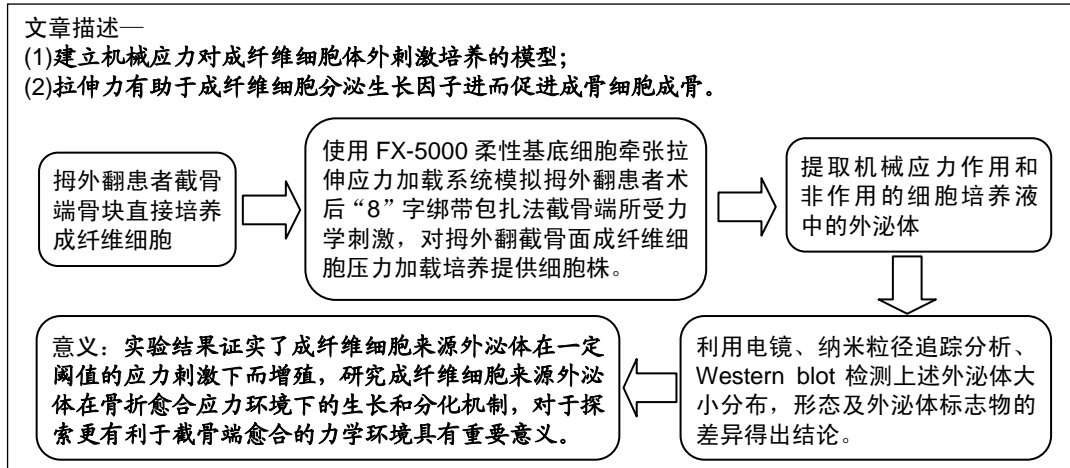 文章描述—
(1)建立机械应力对成纤维细胞体外刺激培养的模型；
(2)拉伸力有助于成纤维细胞分泌生长因子进而促进成骨细胞成骨。
拇外翻患者截骨
端骨块直接培养
成纤维细胞
使用 FX-5000 柔性基底细胞牵张拉
伸应力加载系统模拟拇外翻患者术
后“8”字绑带包扎法截骨端所受力
学刺激，对拇外翻截骨面成纤维细
胞压力加载培养提供细胞株。
提取机械应力作用和
非作用的细胞培养液
中的外泌体
利用电镜、纳米粒径追踪分析、
Western blot 检测上述外泌体大
小分布，形态及外泌体标志物的
差异得出结论。
意义：实验结果证实了成纤维细胞来源外泌体在一定
阈值的应力刺激下而增殖，研究成纤维细胞来源外泌
体在骨折愈合应力环境下的生长和分化机制，对于探
索更有利于截骨端愈合的力学环境具有重要意义。